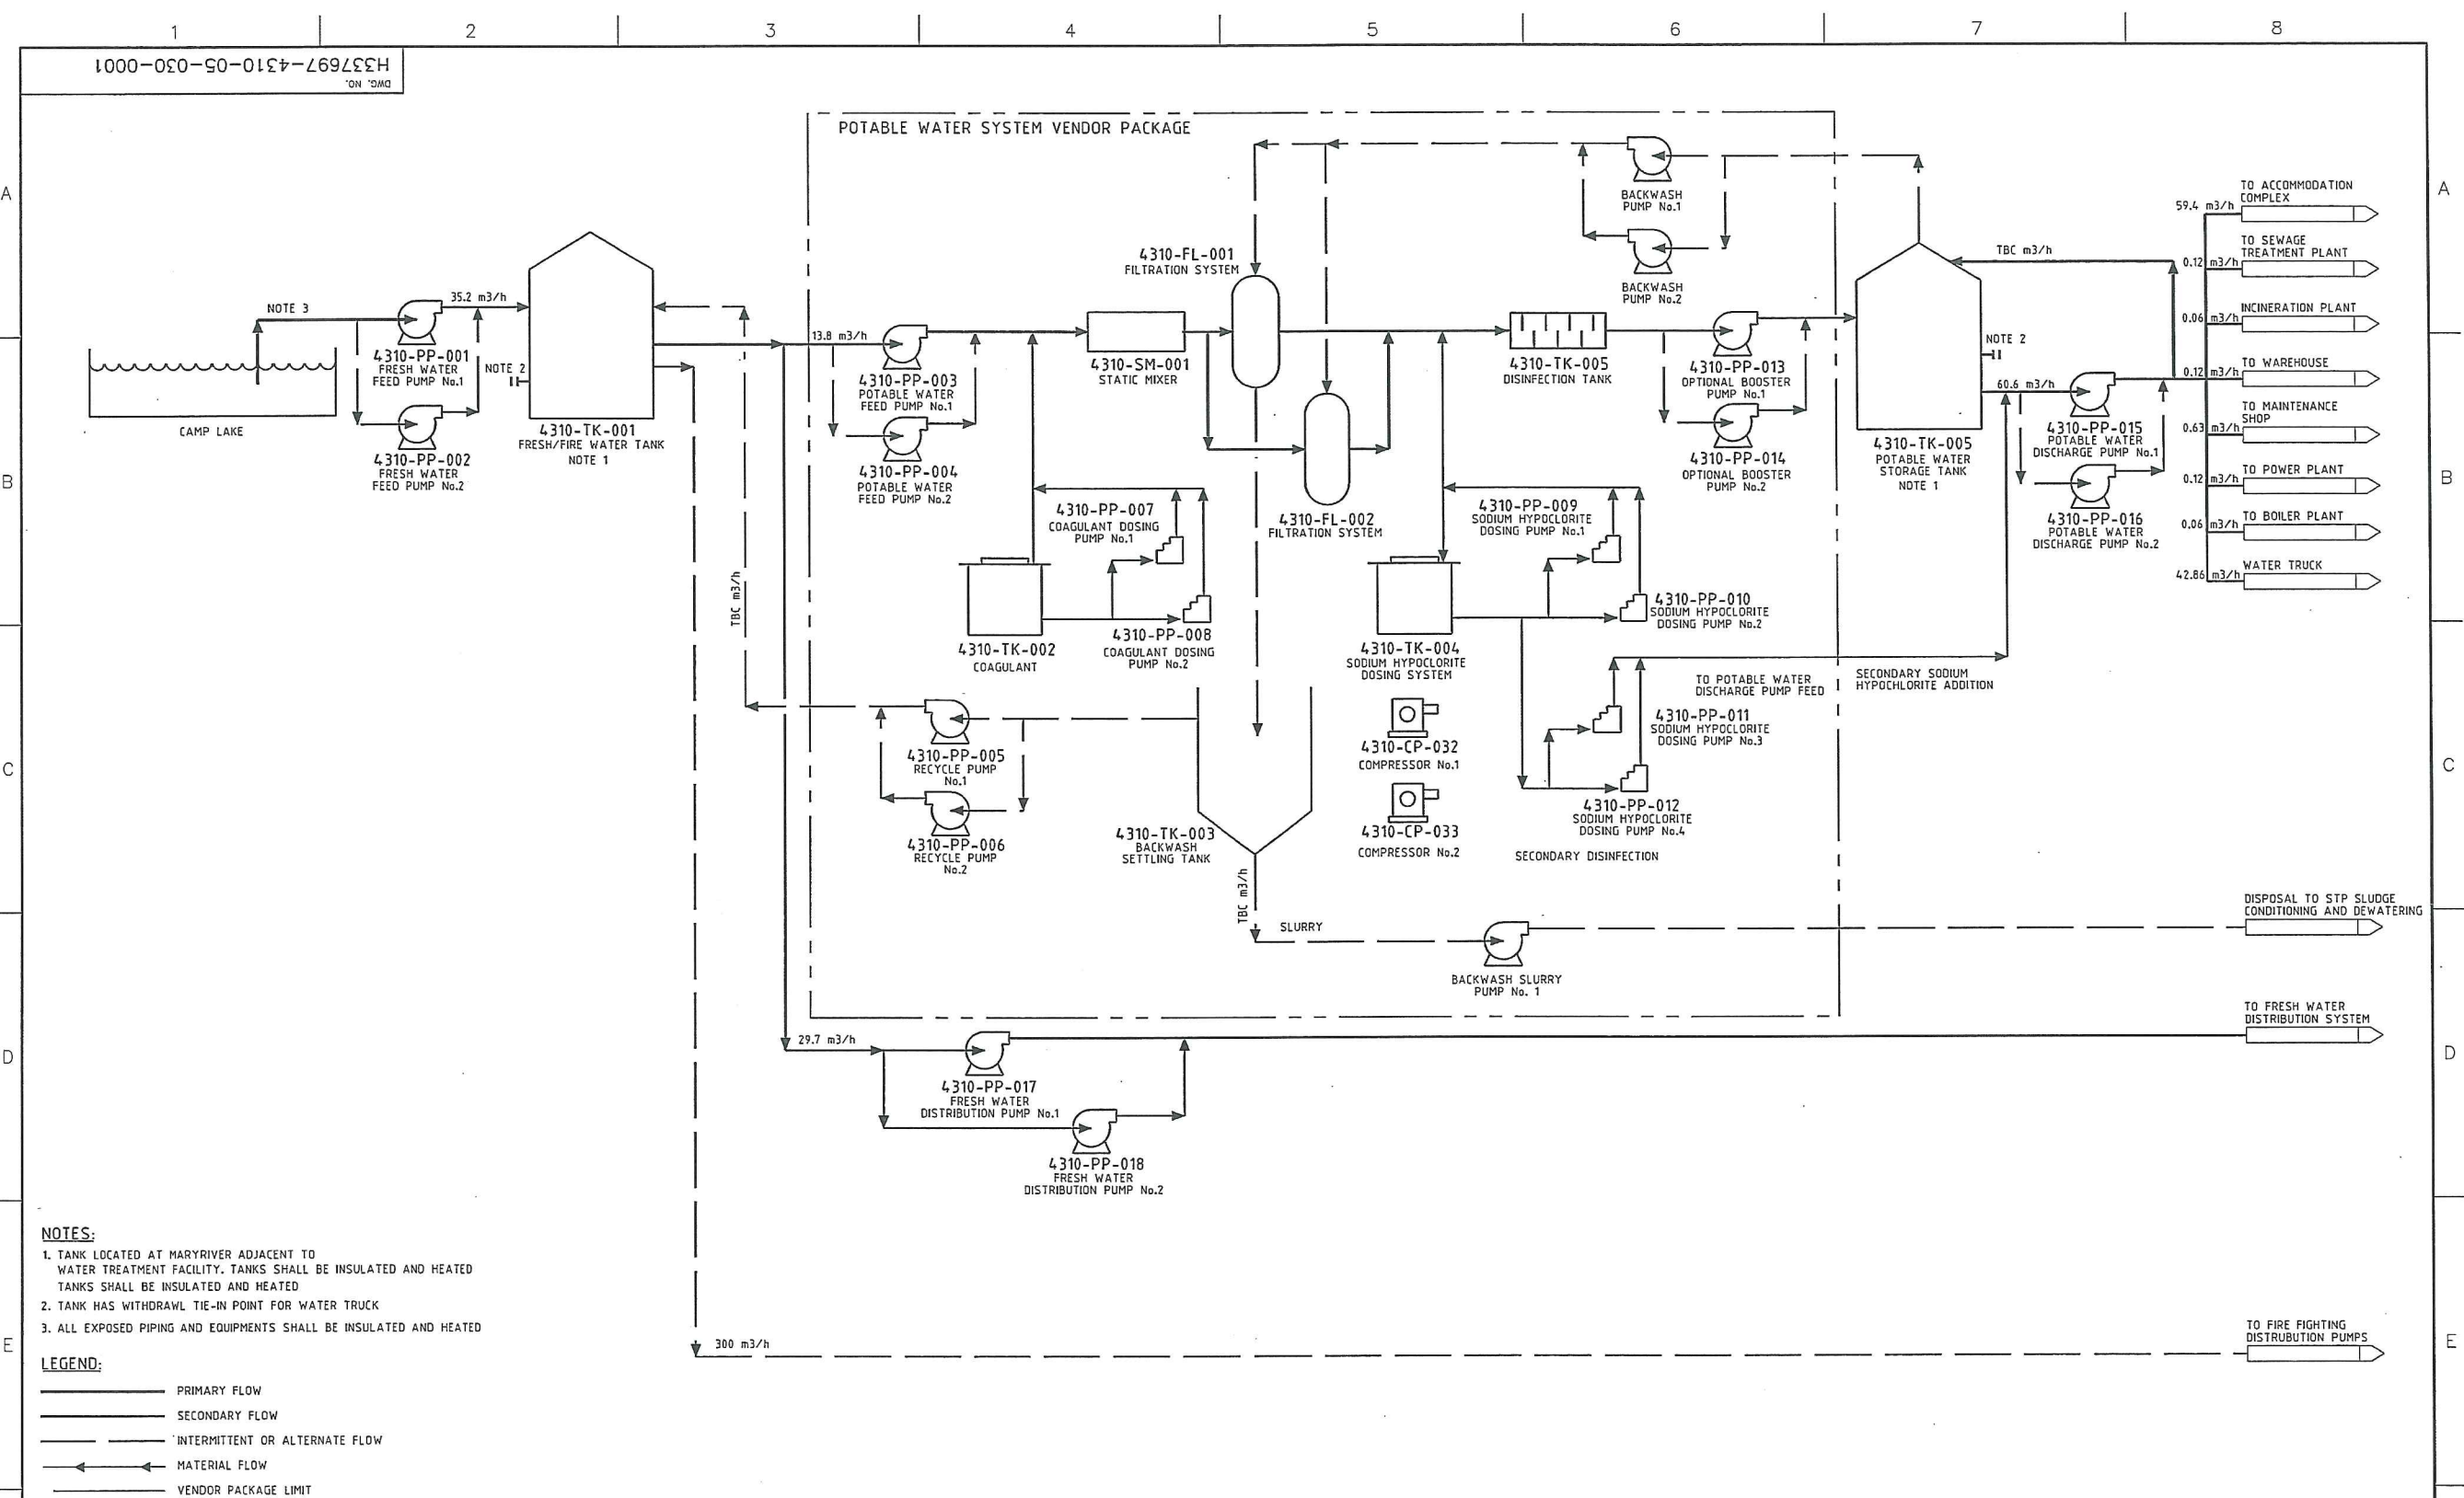 1 2 3 4 5 6 7 8
H337697-4310-05-030-0001
DWG. NO.
A
B
C
D
E
A
B
C
D
E
POTABLE WATER SYSTEM VENDOR PACKAGE
NOTE 3
CAMP LAKE
35.2 m3/h
4310-PP-001
FRESH WATER
FEED PUMP No.1
4310-PP-002
FRESH WATER
FEED PUMP No.2
NOTE 2
4310-TK-001
FRESH/FIRE WATER TANK
NOTE 1
TBC m3/h
13.8 m3/h
4310-PP-003
POTABLE WATER
FEED PUMP No.1
4310-PP-004
POTABLE WATER
FEED PUMP No.2
4310-SM-001
STATIC MIXER
4310-FL-001
FILTRATION SYSTEM
4310-FL-002
FILTRATION SYSTEM
BACKWASH
PUMP No.1
BACKWASH
PUMP No.2
4310-TK-005
DISINFECTION TANK
4310-PP-013
OPTIONAL BOOSTER
PUMP No.1
4310-PP-014
OPTIONAL BOOSTER
PUMP No.2
4310-PP-007
COAGULANT DOSING
PUMP No.1
4310-PP-008
COAGULANT DOSING
PUMP No.2
4310-TK-002
COAGULANT
4310-PP-009
SODIUM HYPOCLORITE
DOSING PUMP No.1
4310-PP-010
SODIUM HYPOCLORITE
DOSING PUMP No.2
4310-TK-004
SODIUM HYPOCLORITE
DOSING SYSTEM
4310-PP-011
SODIUM HYPOCLORITE
DOSING PUMP No.3
4310-PP-012
SODIUM HYPOCLORITE
DOSING PUMP No.4
SECONDARY DISINFECTION
TO POTABLE WATER
DISCHARGE PUMP FEED
SECONDARY SODIUM
HYPOCHLORITE ADDITION
4310-CP-032
COMPRESSOR No.1
4310-CP-033
COMPRESSOR No.2
4310-PP-005
RECYCLE PUMP
No.1
4310-PP-006
RECYCLE PUMP
No.2
4310-TK-003
BACKWASH
SETTLING TANK
TBC m3/h
SLURRY
BACKWASH SLURRY
PUMP No. 1
TBC m3/h
NOTE 2
60.6 m3/h
4310-TK-005
POTABLE WATER
STORAGE TANK
NOTE 1
4310-PP-015
POTABLE WATER
DISCHARGE PUMP No.1
4310-PP-016
POTABLE WATER
DISCHARGE PUMP No.2
TO ACCOMMODATION
COMPLEX
59.4 m3/h
TO SEWAGE
TREATMENT PLANT
0.12 m3/h
INCINERATION PLANT
0.06 m3/h
TO WAREHOUSE
0.12 m3/h
TO MAINTENANCE
SHOP
0.63 m3/h
TO POWER PLANT
0.12 m3/h
TO BOILER PLANT
0.06 m3/h
WATER TRUCK
42.86 m3/h
DISPOSAL TO STP SLUDGE
CONDITIONING AND DEWATERING
TO FRESH WATER
DISTRIBUTION SYSTEM
29.7 m3/h
4310-PP-017
FRESH WATER
DISTRIBUTION PUMP No.1
4310-PP-018
FRESH WATER
DISTRIBUTION PUMP No.2
300 m3/h
TO FIRE FIGHTING
DISTRUBUTION PUMPS
NOTES:
1. TANK LOCATED AT MARYRIVER ADJACENT TO
WATER TREATMENT FACILITY. TANKS SHALL BE INSULATED AND HEATED
TANKS SHALL BE INSULATED AND HEATED
2. TANK HAS WITHDRAWL TIE-IN POINT FOR WATER TRUCK
3. ALL EXPOSED PIPING AND EQUIPMENTS SHALL BE INSULATED AND HEATED
LEGEND:
PRIMARY FLOW
SECONDARY FLOW
INTERMITTENT OR ALTERNATE FLOW
MATERIAL FLOW
VENDOR PACKAGE LIMIT